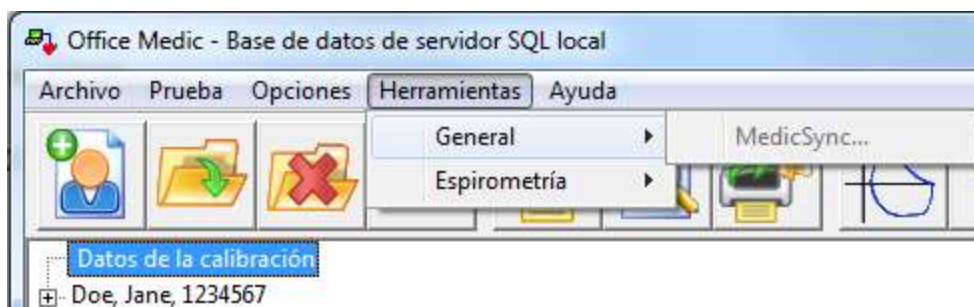 Office Medic - Base de datos de servidor SQL local
Archivo Prueba Opciones Herramientas Ayuda
General MedicSync...
Espirometría
Datos de la calibración
Doe, Jane, 1234567